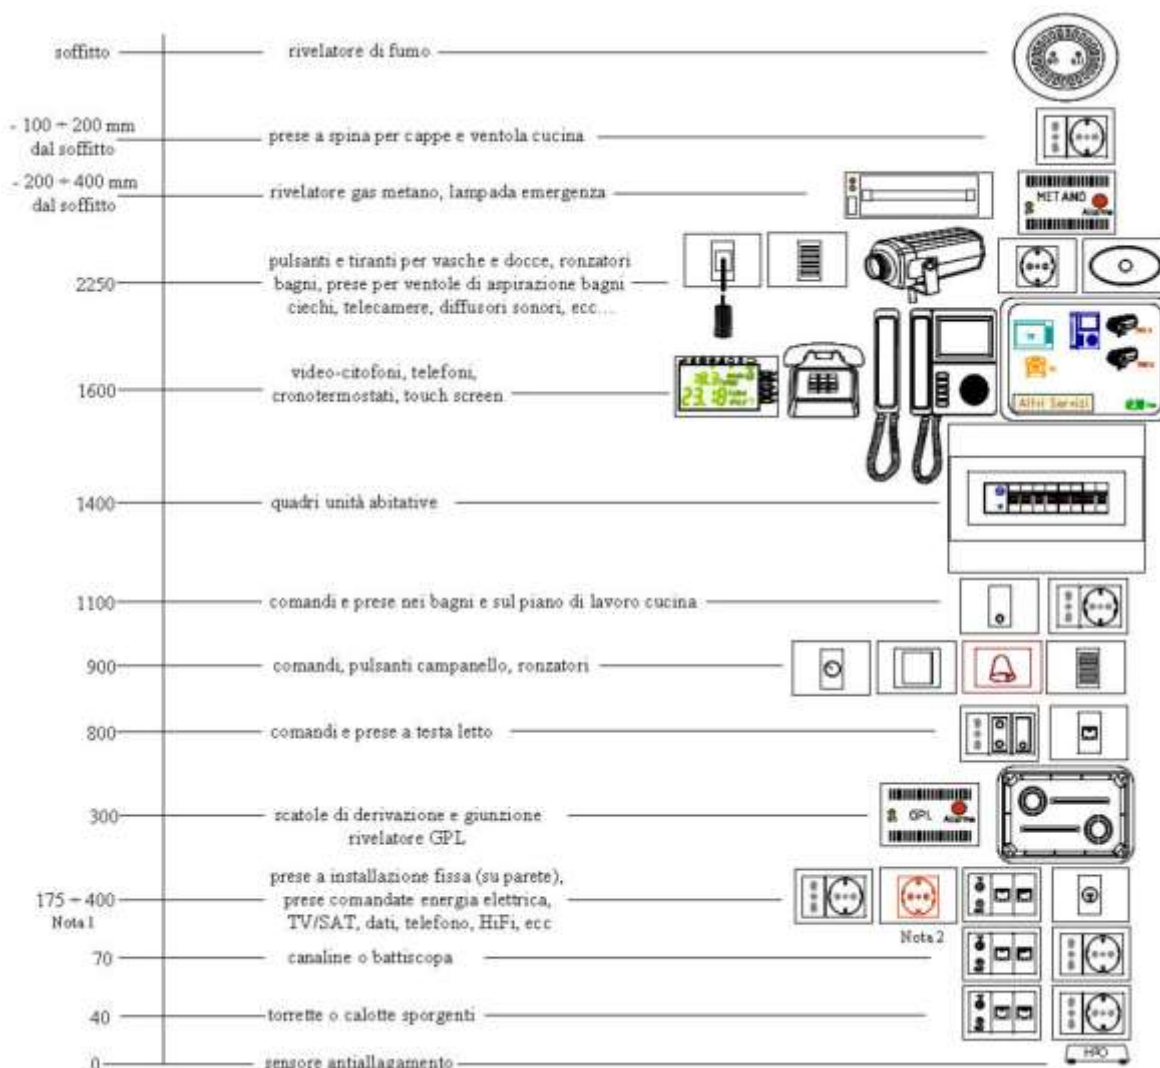 soffitto
rivelatore di fumo
- 100 ÷ 200 mm
dal soffitto
prese a spina per cappe e ventola cucina
- 200 ÷ 400 mm
dal soffitto
rivelatore gas metano, lampada emergenza
METANO
Allarme
2250
pulsanti e tiranti per vasche e docce, ronzatori
bagni, prese per ventole di aspirazione bagni
ciechi, telecamere, diffusori sonori, ecc...
1600
video-citofoni, telefoni,
cronotermostati, touch screen
23.18
Altri Servizi
1400
quadri unità abitative
1100
comandi e prese nei bagni e sul piano di lavoro cucina
900
comandi, pulsanti campanello, ronzatori
800
comandi e prese a testa letto
300
scatole di derivazione e giunzione
rivelatore GPL
GPL
Allarme
175 ÷ 400
Nota 1
prese a installazione fissa (su parete),
prese comandate energia elettrica,
TV/SAT, dati, telefono, HiFi, ecc
Nota 2
70
canaline o battiscopa
40
torrette o calotte sporgenti
0
sensore antiallagamento